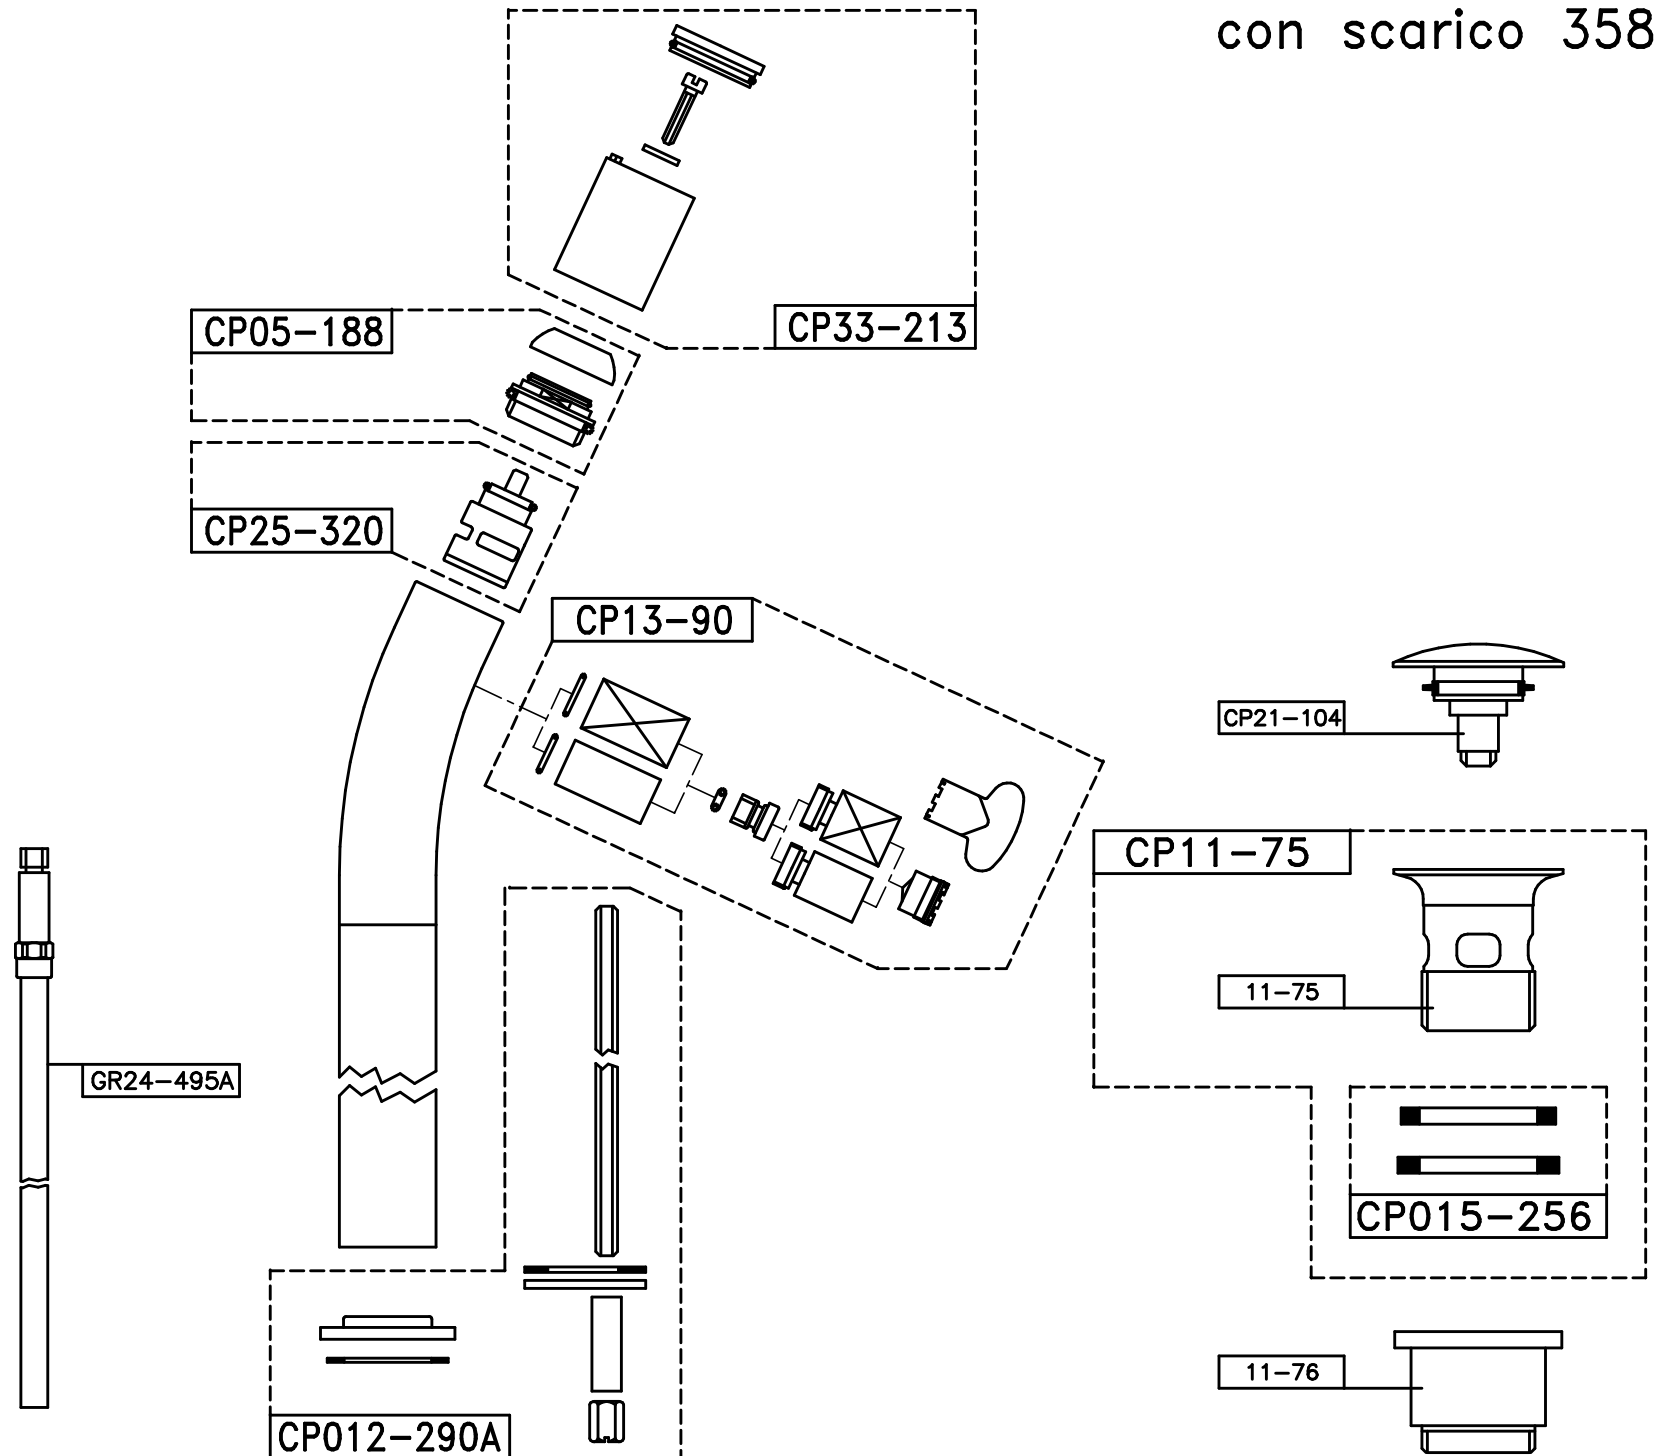 con scarico 358
CP33-213
CP05-188
CP25-320
CP13-90
CP21-104
CP11-75
11-75
GR24-495A
CP015-256
11-76
CP012-290A